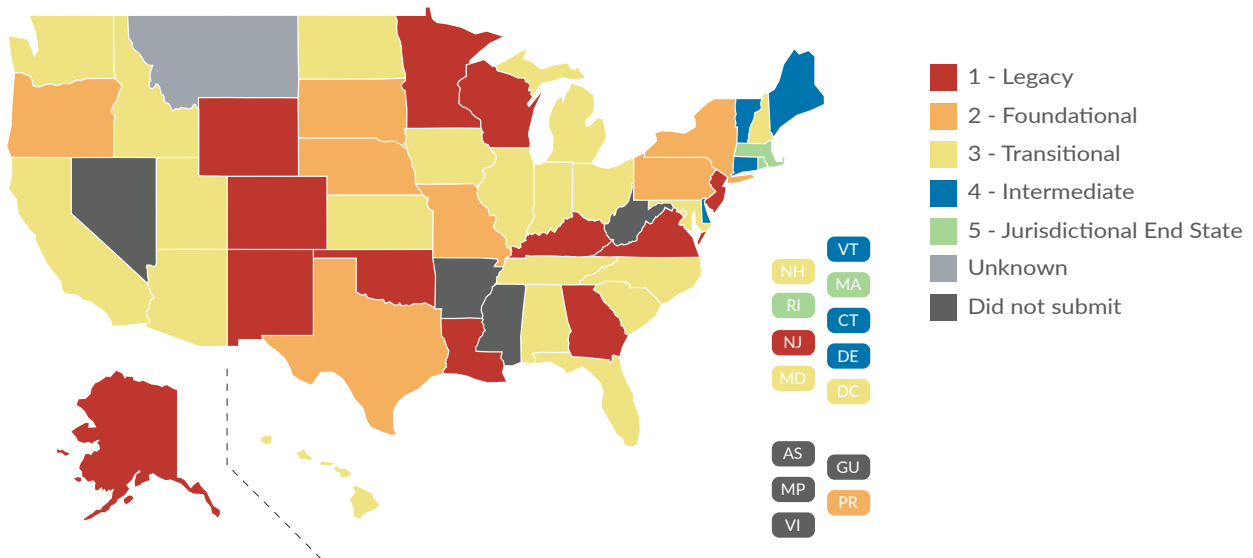 1 - Legacy
2 - Foundational
3 - Transitional
4 - Intermediate
5 - Jurisdictional End State
Unknown
Did not submit
VT
NH
MA
RI
CT
NJ
DE
MD
DC
AS
GU
MP
PR
VI